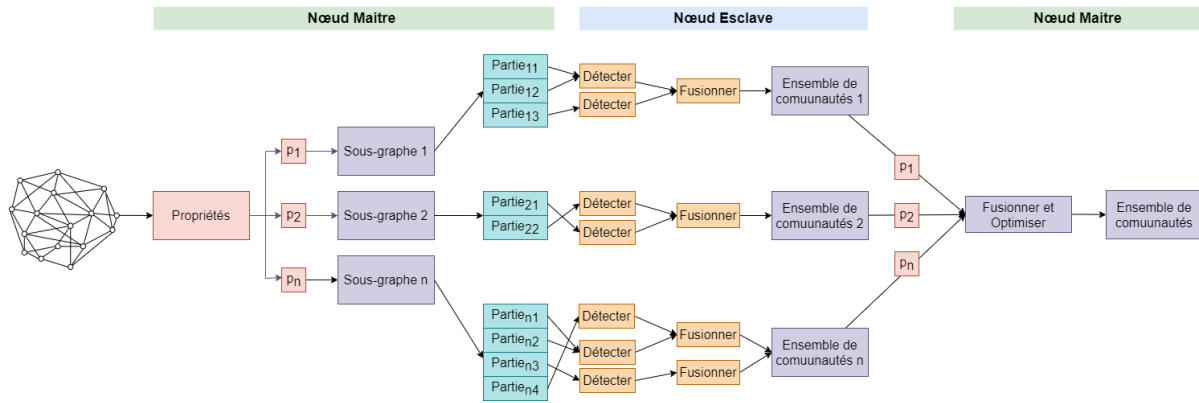 Nœud Maitre
Nœud Esclave
Nœud Maitre
Propriétés
p1
p2
pn
Sous-graphe 1
Sous-graphe 2
Sous-graphe n
Partie11
Partie12
Partie13
Partie21
Partie22
Partien1
Partien2
Partien3
Partien4
Détecter
Détecter
Détecter
Détecter
Détecter
Détecter
Détecter
Fusionner
Fusionner
Fusionner
Fusionner
Ensemble de
comuunautés 1
Ensemble de
comuunautés 2
Ensemble de
comuunautés n
p1
p2
pn
Fusionner et
Optimiser
Ensemble de
comuunautés